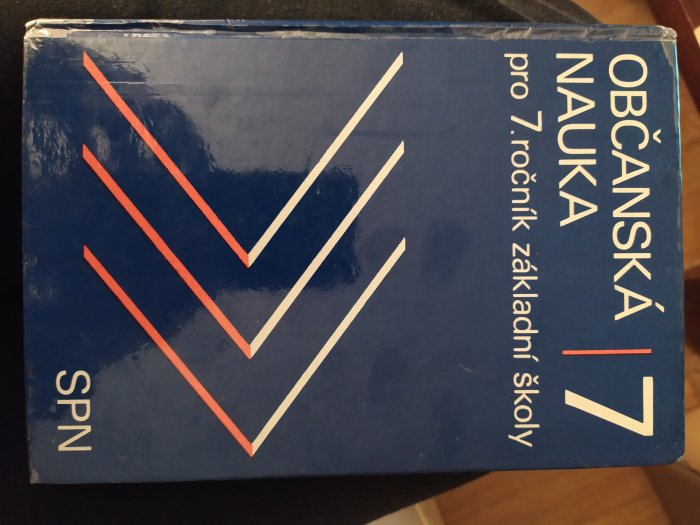 OBČANSKÁ
NAUKA
7
pro 7. ročník základní školy
SPN